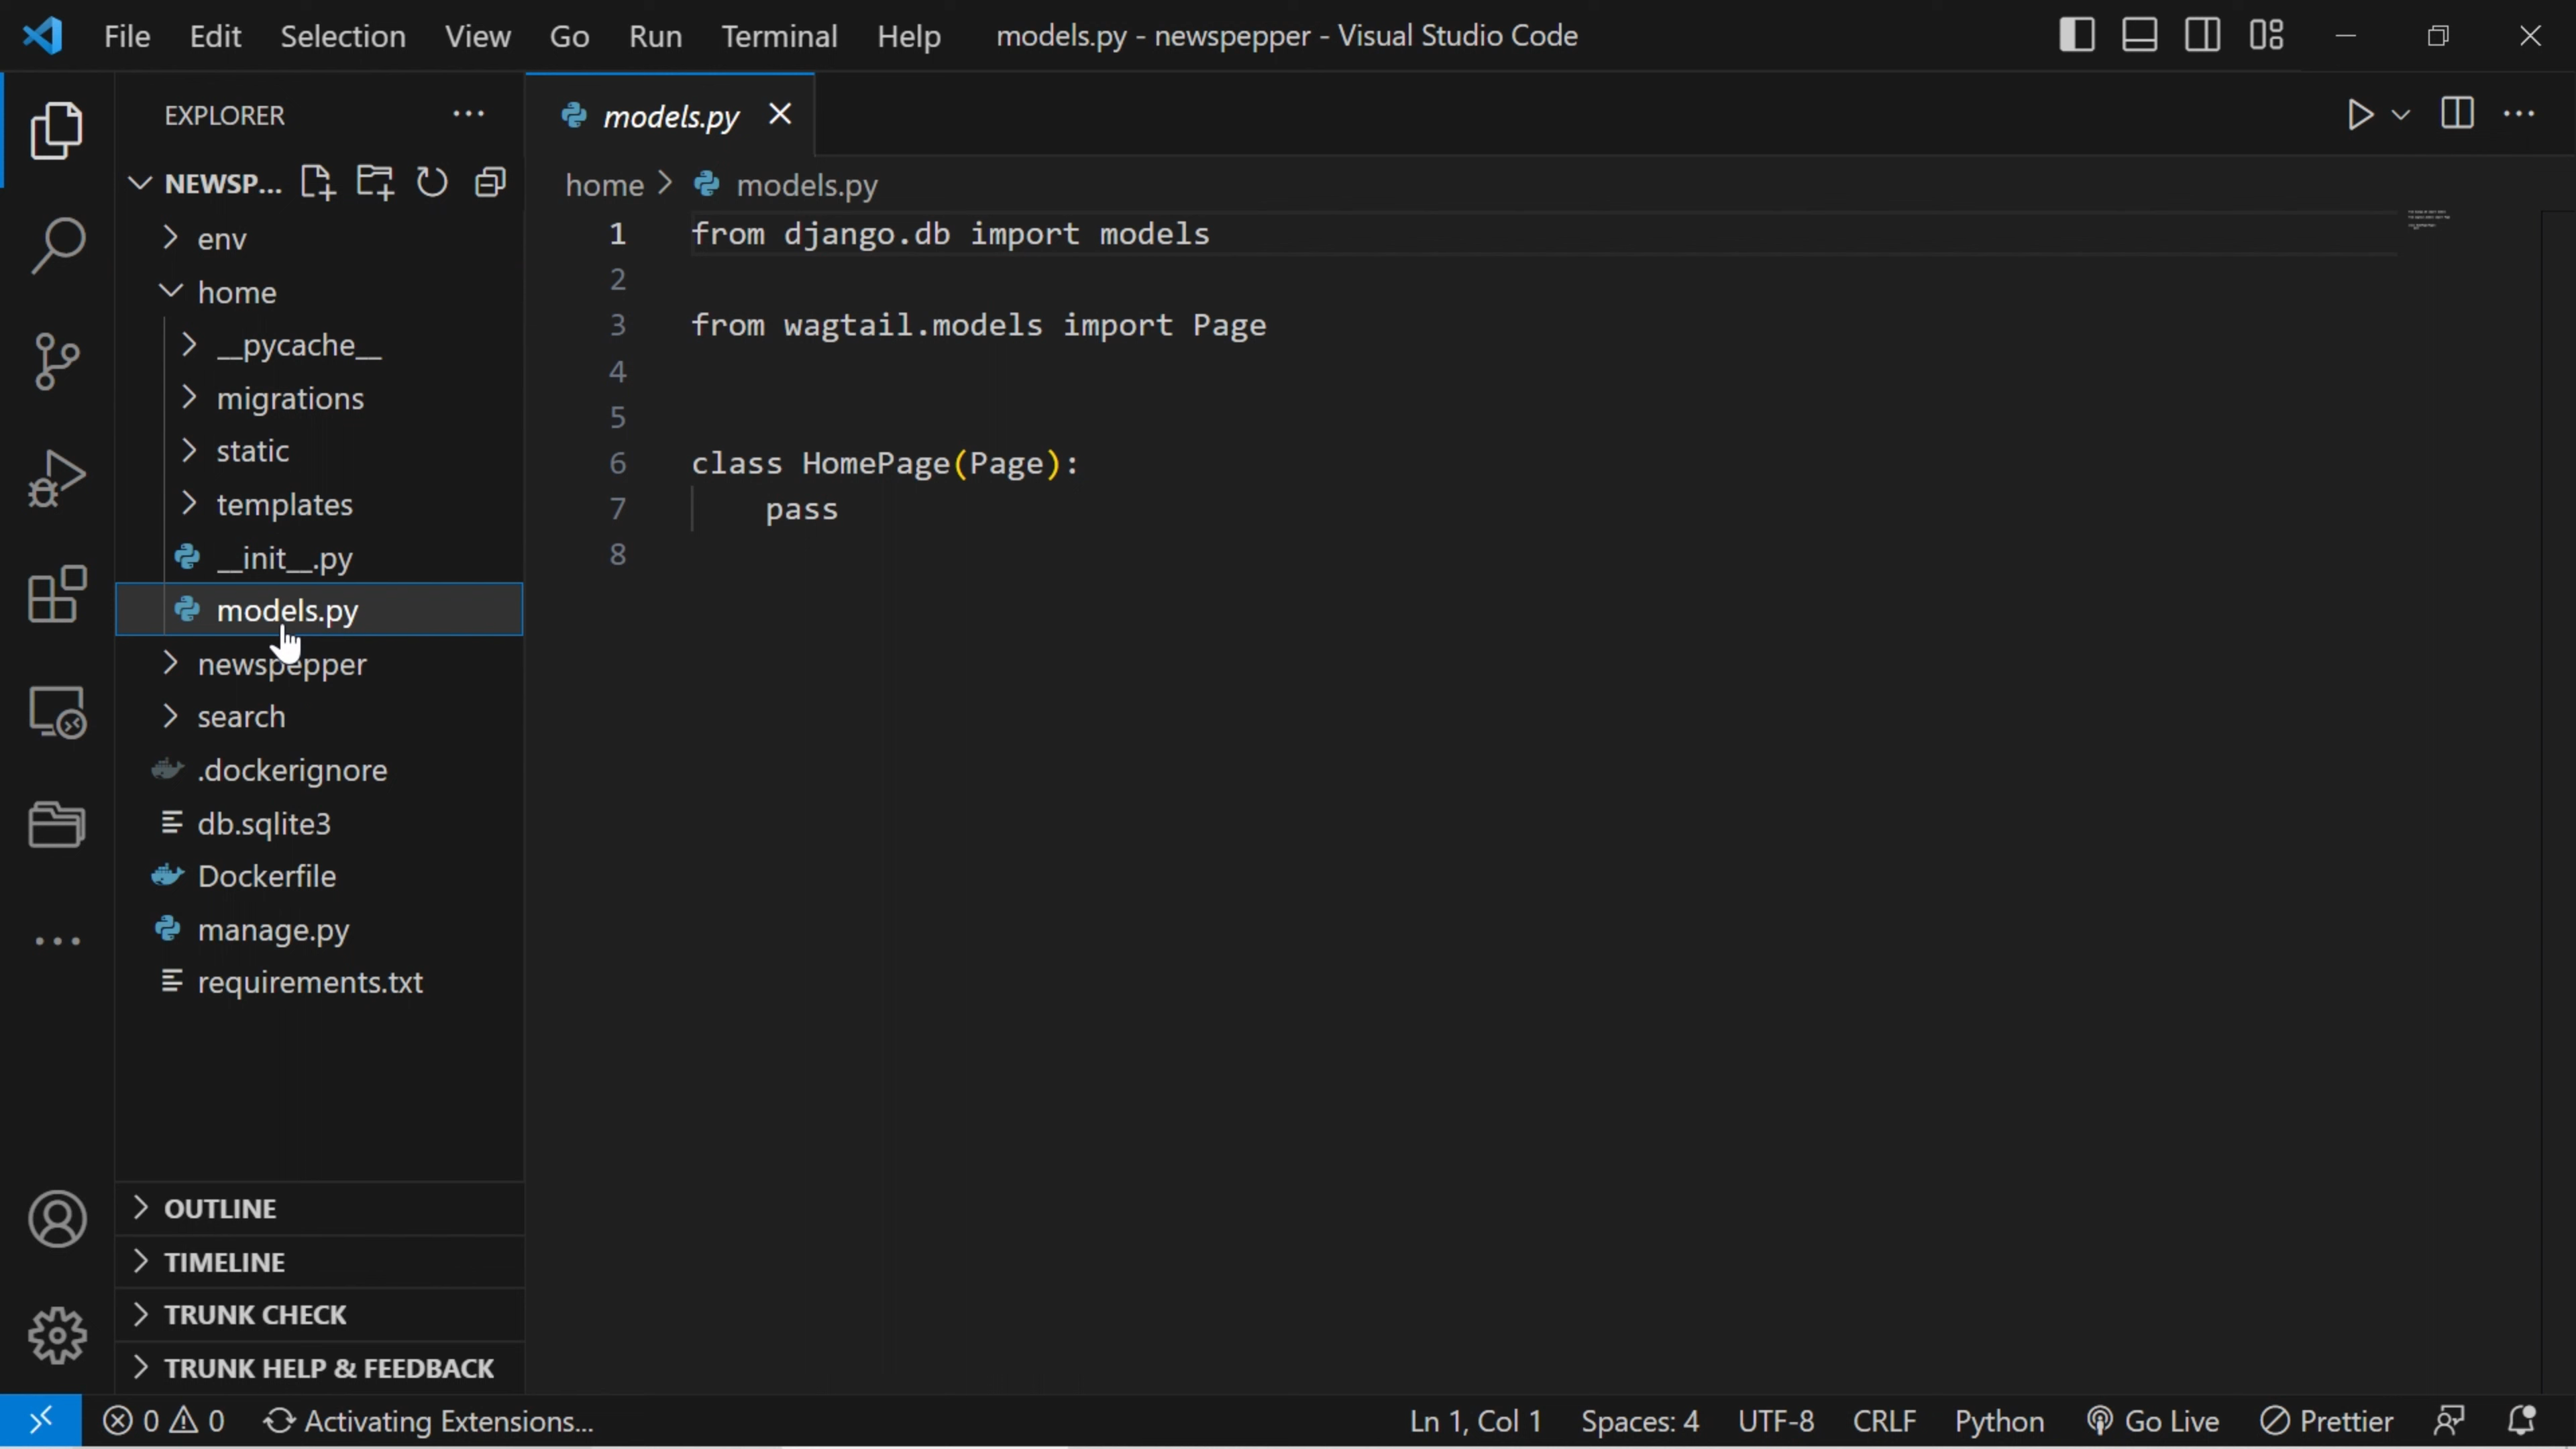 File Edit Selection View Go Run Terminal Help models.py - newspepper - Visual Studio Code
EXPLORER
NEWSP...
env
home
__pycache__
migrations
static
templates
__init__.py
models.py
newspepper
search
.dockerignore
db.sqlite3
Dockerfile
manage.py
requirements.txt
OUTLINE
TIMELINE
TRUNK CHECK
TRUNK HELP & FEEDBACK
models.py
home > models.py
1 from django.db import models
2
3 from wagtail.models import Page
4
5
6 class HomePage(Page):
7 pass
8
0 0 Activating Extensions... Ln 1, Col 1 Spaces: 4 UTF-8 CRLF Python Go Live Prettier